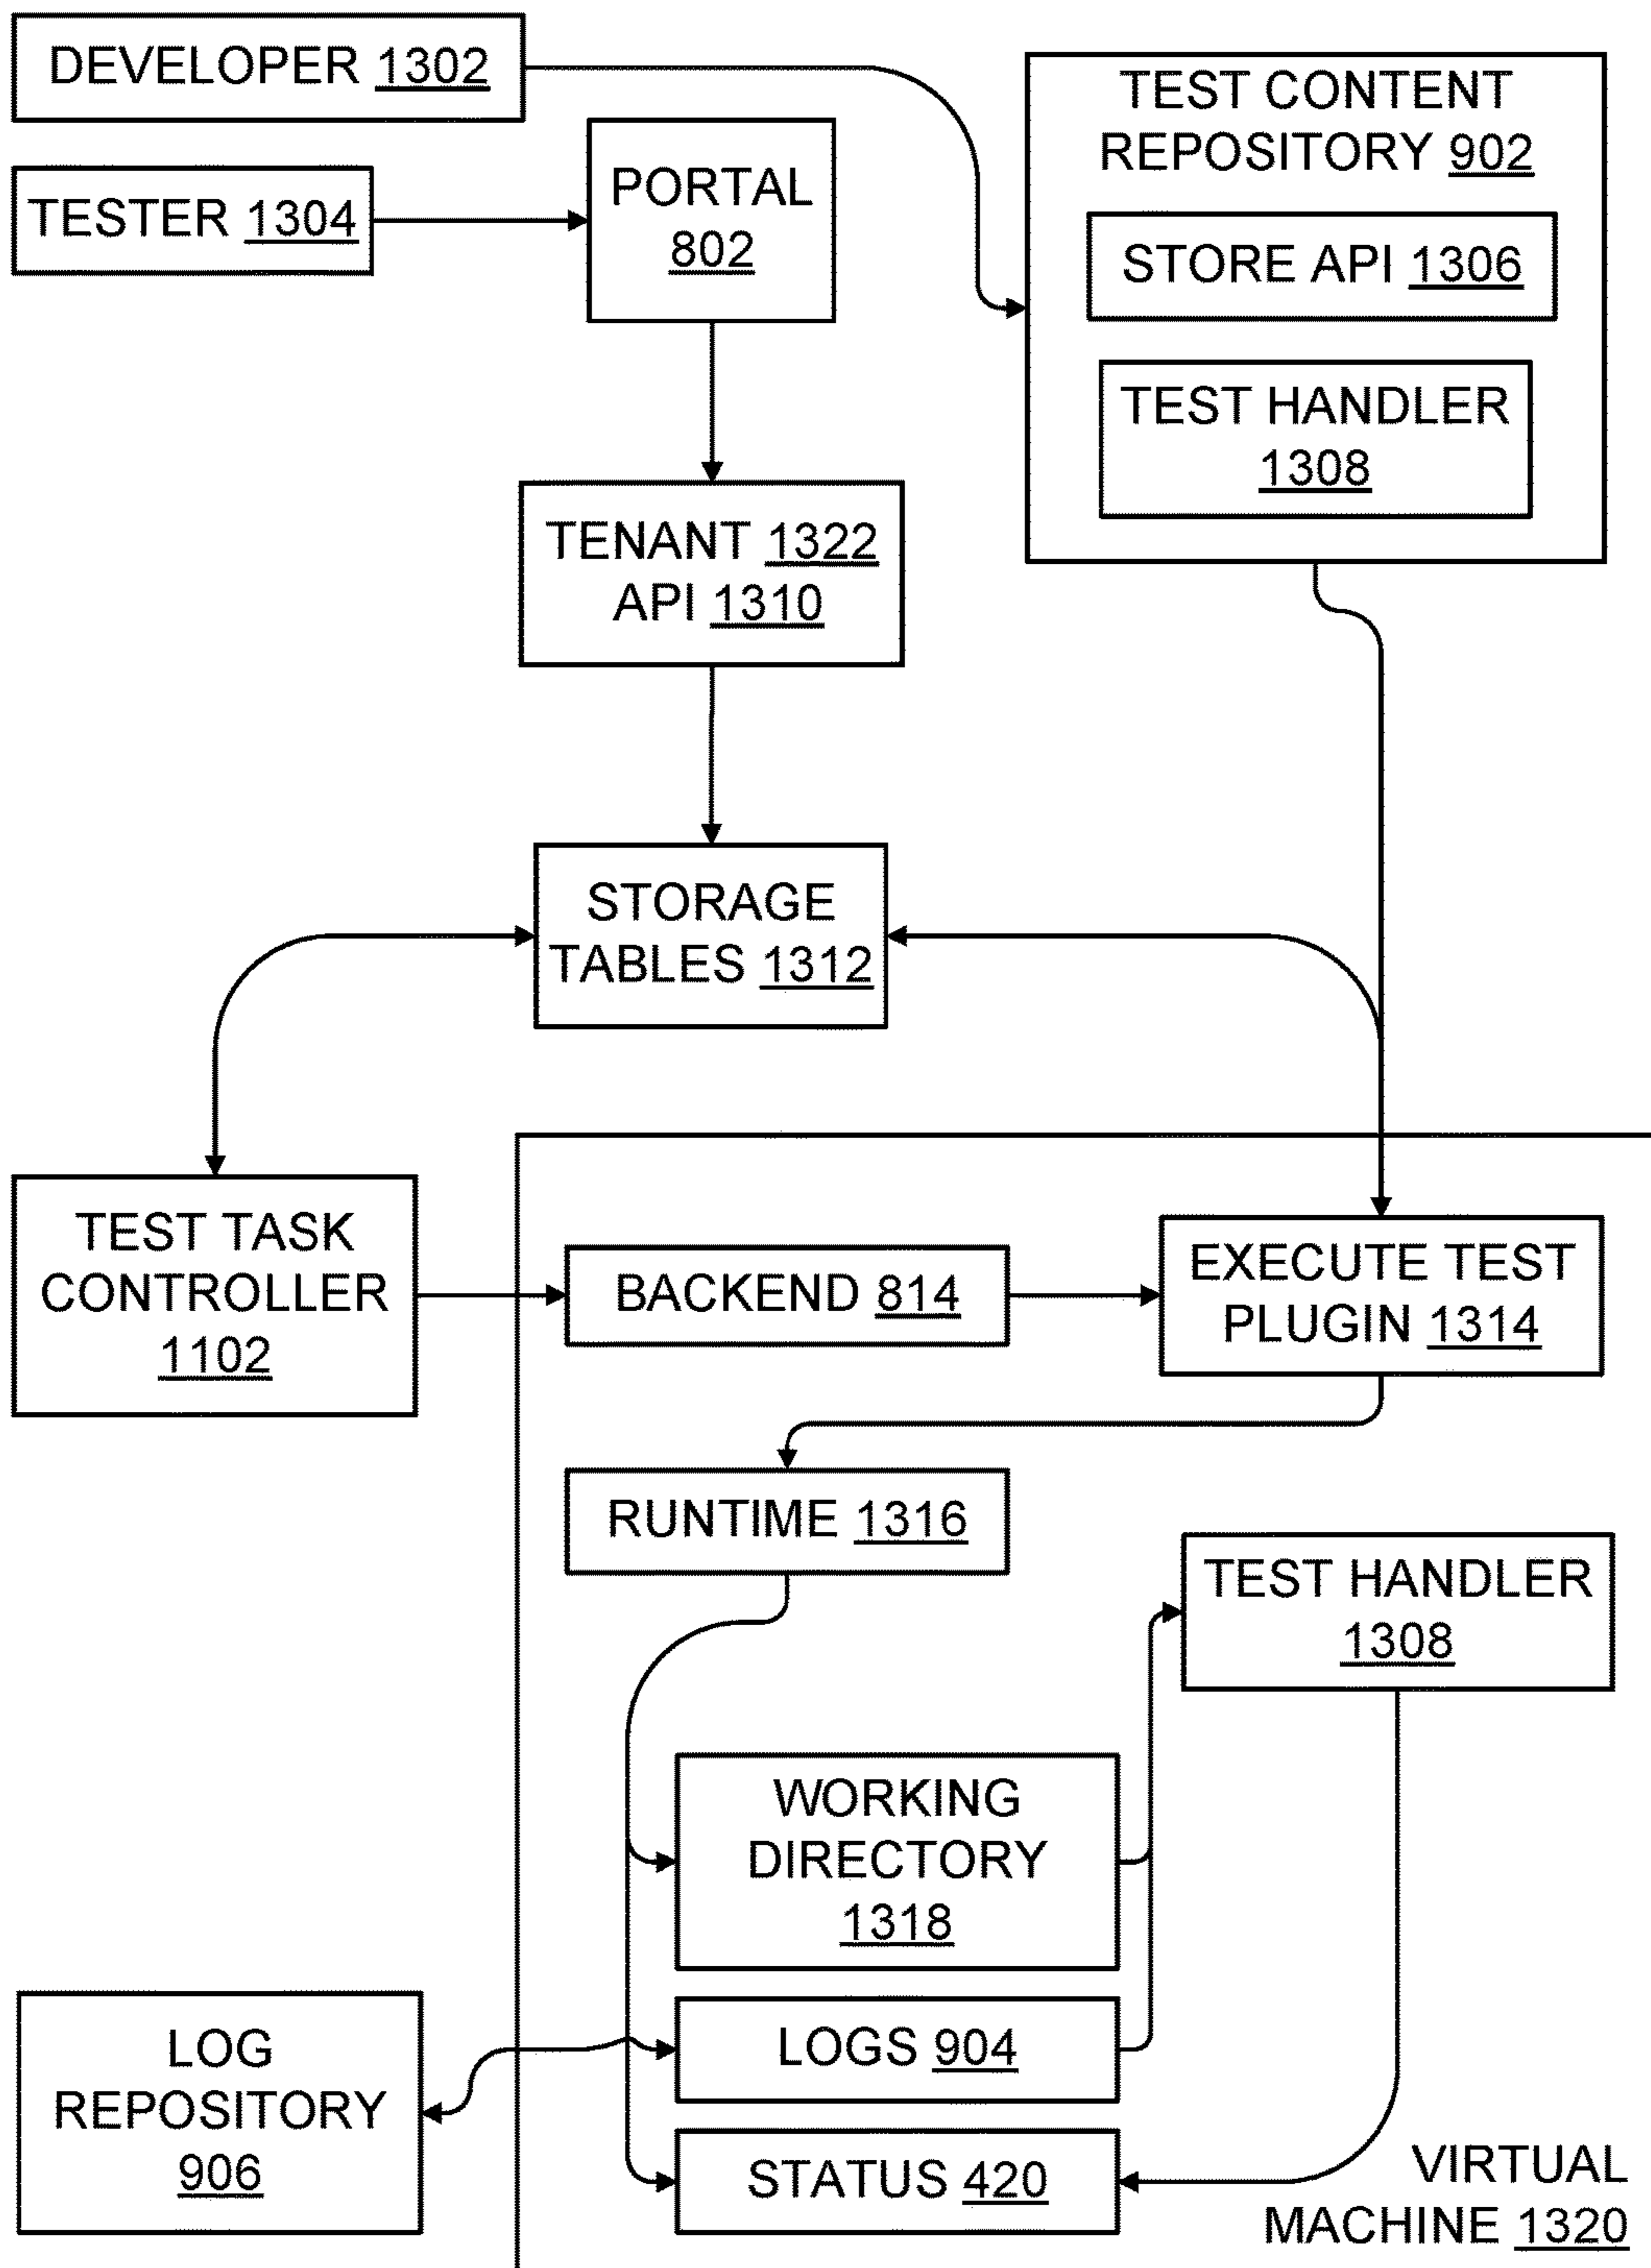 DEVELOPER 1302
TESTER 1304
PORTAL
802
TEST CONTENT
REPOSITORY 902
STORE API 1306
TEST HANDLER
1308
TENANT 1322
API 1310
STORAGE
TABLES 1312
TEST TASK
CONTROLLER
1102
BACKEND 814
EXECUTE TEST
PLUGIN 1314
RUNTIME 1316
TEST HANDLER
1308
WORKING
DIRECTORY
1318
LOG
REPOSITORY
906
LOGS 904
STATUS 420
VIRTUAL
MACHINE 1320